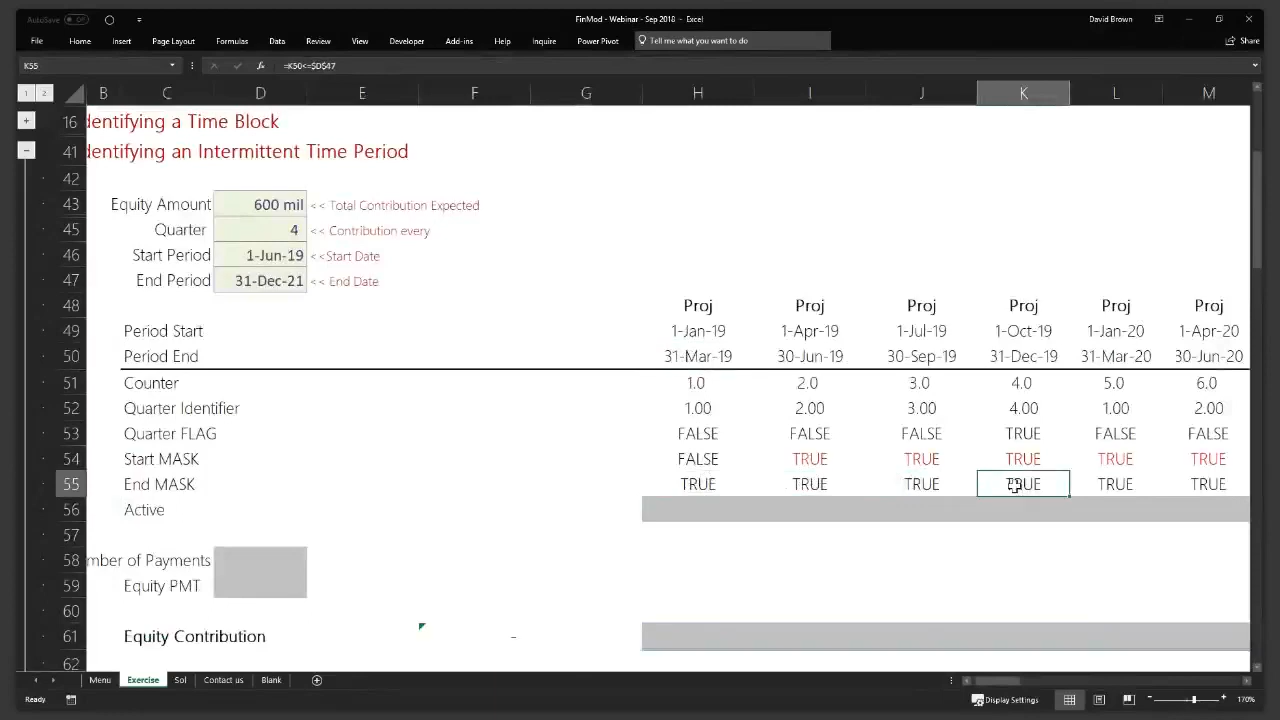 AutoSave Off FinMod - Webinar - Sep 2018 - Excel David Brown
File Home Insert Page Layout Formulas Data Review View Developer Add-ins Help Inquire Power Pivot Tell me what you want to do Share
K55 fx =K50<=$D$47
1 2 B C D E F G H I J K L M
16 dentifying a Time Block
41 dentifying an Intermittent Time Period
42
43 Equity Amount 600 mil << Total Contribution Expected
45 Quarter 4 << Contribution every
46 Start Period 1-Jun-19 <<Start Date
47 End Period 31-Dec-21 << End Date
48 Proj Proj Proj Proj Proj Proj
49 Period Start 1-Jan-19 1-Apr-19 1-Jul-19 1-Oct-19 1-Jan-20 1-Apr-20
50 Period End 31-Mar-19 30-Jun-19 30-Sep-19 31-Dec-19 31-Mar-20 30-Jun-20
51 Counter 1.0 2.0 3.0 4.0 5.0 6.0
52 Quarter Identifier 1.00 2.00 3.00 4.00 1.00 2.00
53 Quarter FLAG FALSE FALSE FALSE TRUE FALSE FALSE
54 Start MASK FALSE TRUE TRUE TRUE TRUE TRUE
55 End MASK TRUE TRUE TRUE TRUE TRUE TRUE
56 Active
57
58 mber of Payments
59 Equity PMT
60
61 Equity Contribution -
62
Menu Exercise Sol Contact us Blank
Ready Display Settings 170%